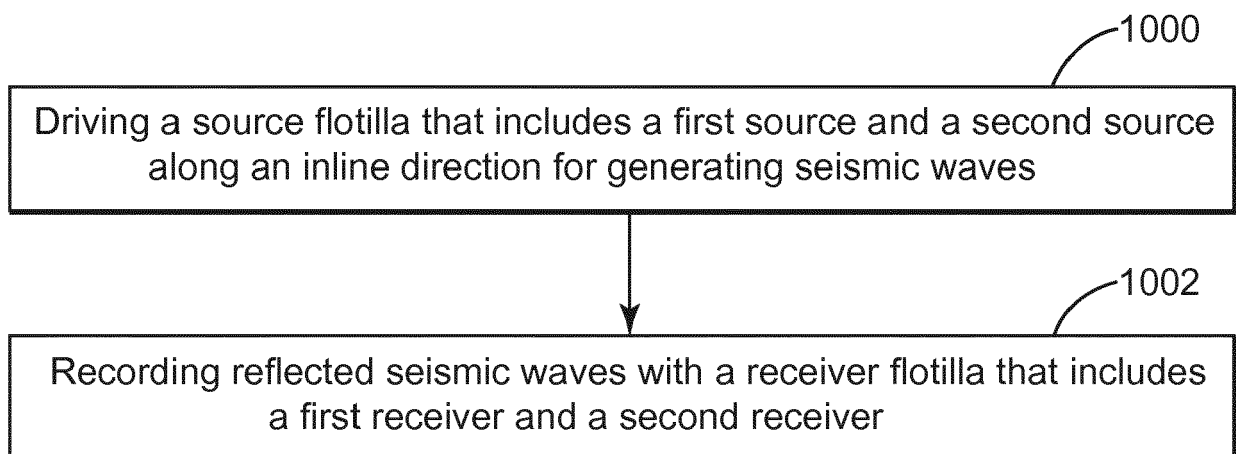 1000
Driving a source flotilla that includes a first source and a second source
along an inline direction for generating seismic waves
1002
Recording reflected seismic waves with a receiver flotilla that includes
a first receiver and a second receiver